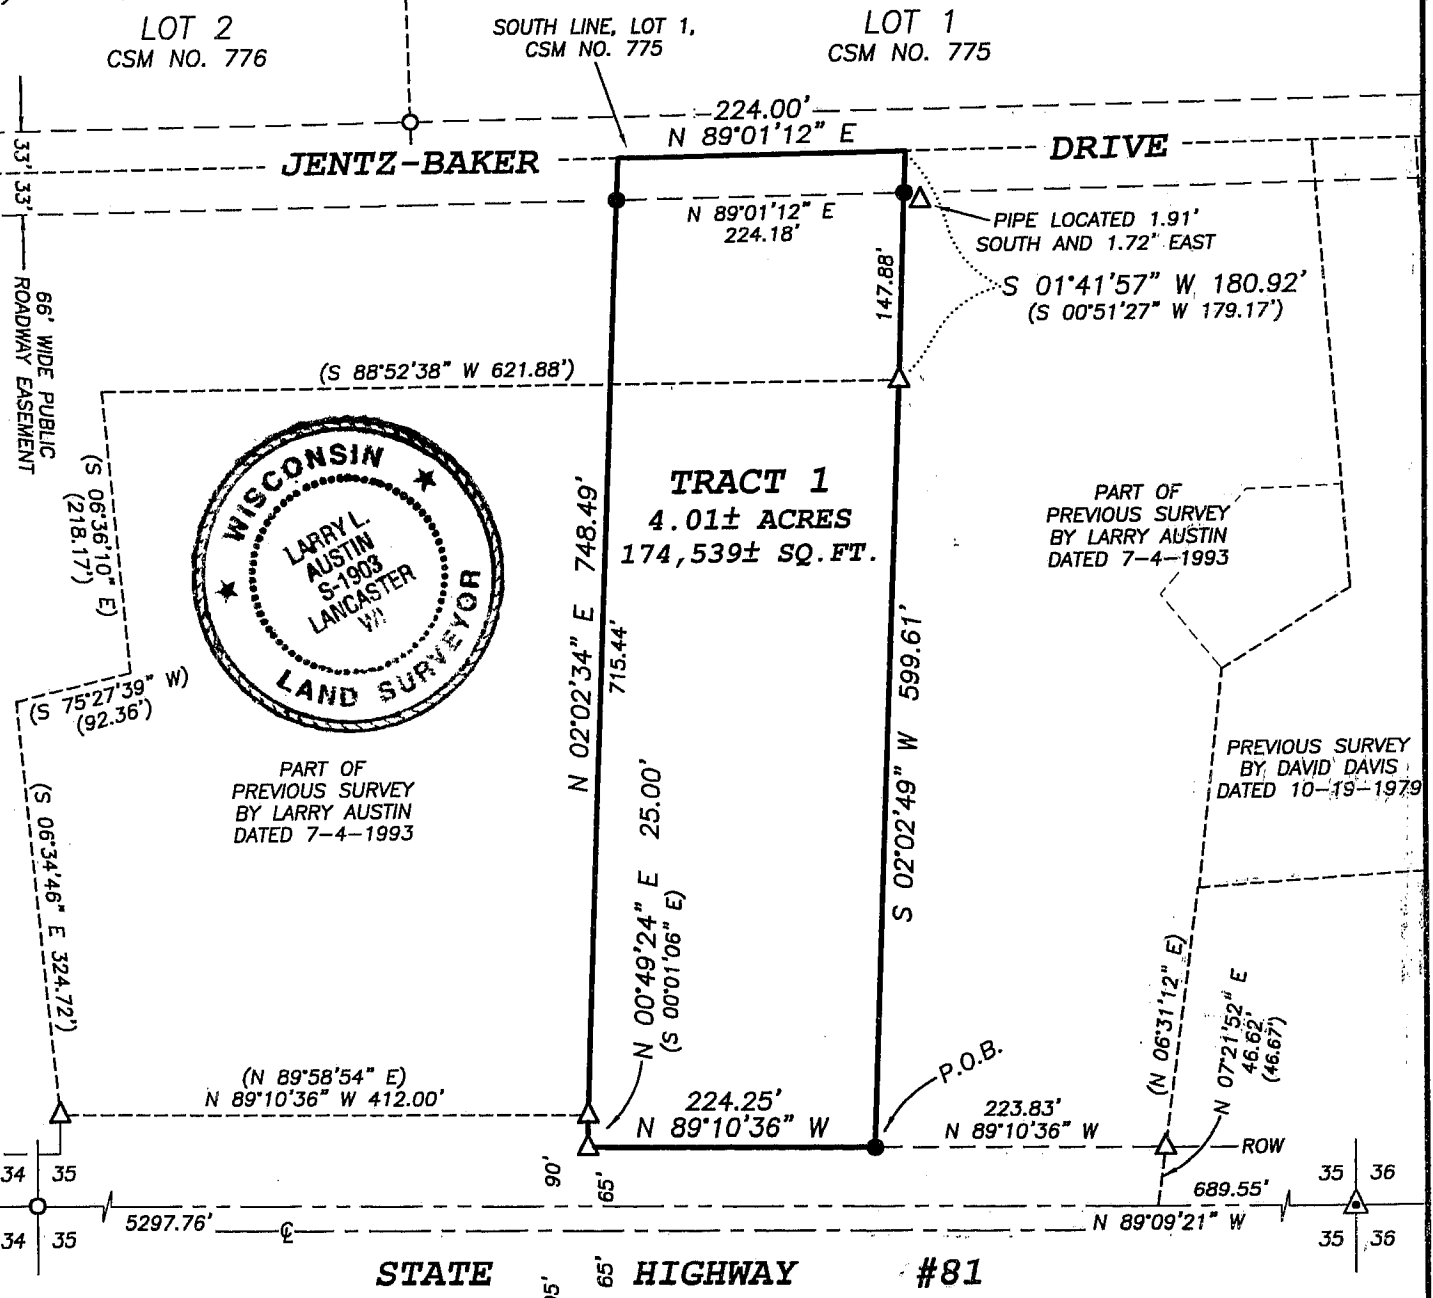 LOT 2
CSM NO. 776
SOUTH LINE, LOT 1,
CSM NO. 775
LOT 1
CSM NO. 775
224.00'
N 89°01'12" E
JENTZ-BAKER
DRIVE
33'
33'
N 89°01'12" E
224.18'
PIPE LOCATED 1.91'
SOUTH AND 1.72' EAST
147.88'
S 01°41'57" W 180.92'
(S 00°51'27" W 179.17')
66' WIDE PUBLIC
ROADWAY EASEMENT
(S 88°52'38" W 621.88')
(S 06°36'10" E)
(218.17')
WISCONSIN
LARRY L.
AUSTIN
S-1903
LANCASTER
WI
LAND SURVEYOR
TRACT 1
4.01± ACRES
174,539± SQ.FT.
PART OF
PREVIOUS SURVEY
BY LARRY AUSTIN
DATED 7-4-1993
N 02°02'34" E 748.49'
715.44'
S 02°02'49" W 599.61'
(S 75°27'39" W)
(92.36')
PART OF
PREVIOUS SURVEY
BY LARRY AUSTIN
DATED 7-4-1993
PREVIOUS SURVEY
BY DAVID DAVIS
DATED 10-19-1979
(S 06°34'46" E 324.72')
N 00°49'24" E 25.00'
(S 00°01'06" E)
(N 06°31'12" E)
N 07°21'52" E
46.62'
(46.67')
(N 89°58'54" E)
N 89°10'36" W 412.00'
224.25'
N 89°10'36" W
P.O.B.
223.83'
N 89°10'36" W
ROW
34 35
34 35
90'
65'
689.55'
35 36
35 36
5297.76'
℄
N 89°09'21" W
STATE HIGHWAY #81
65'